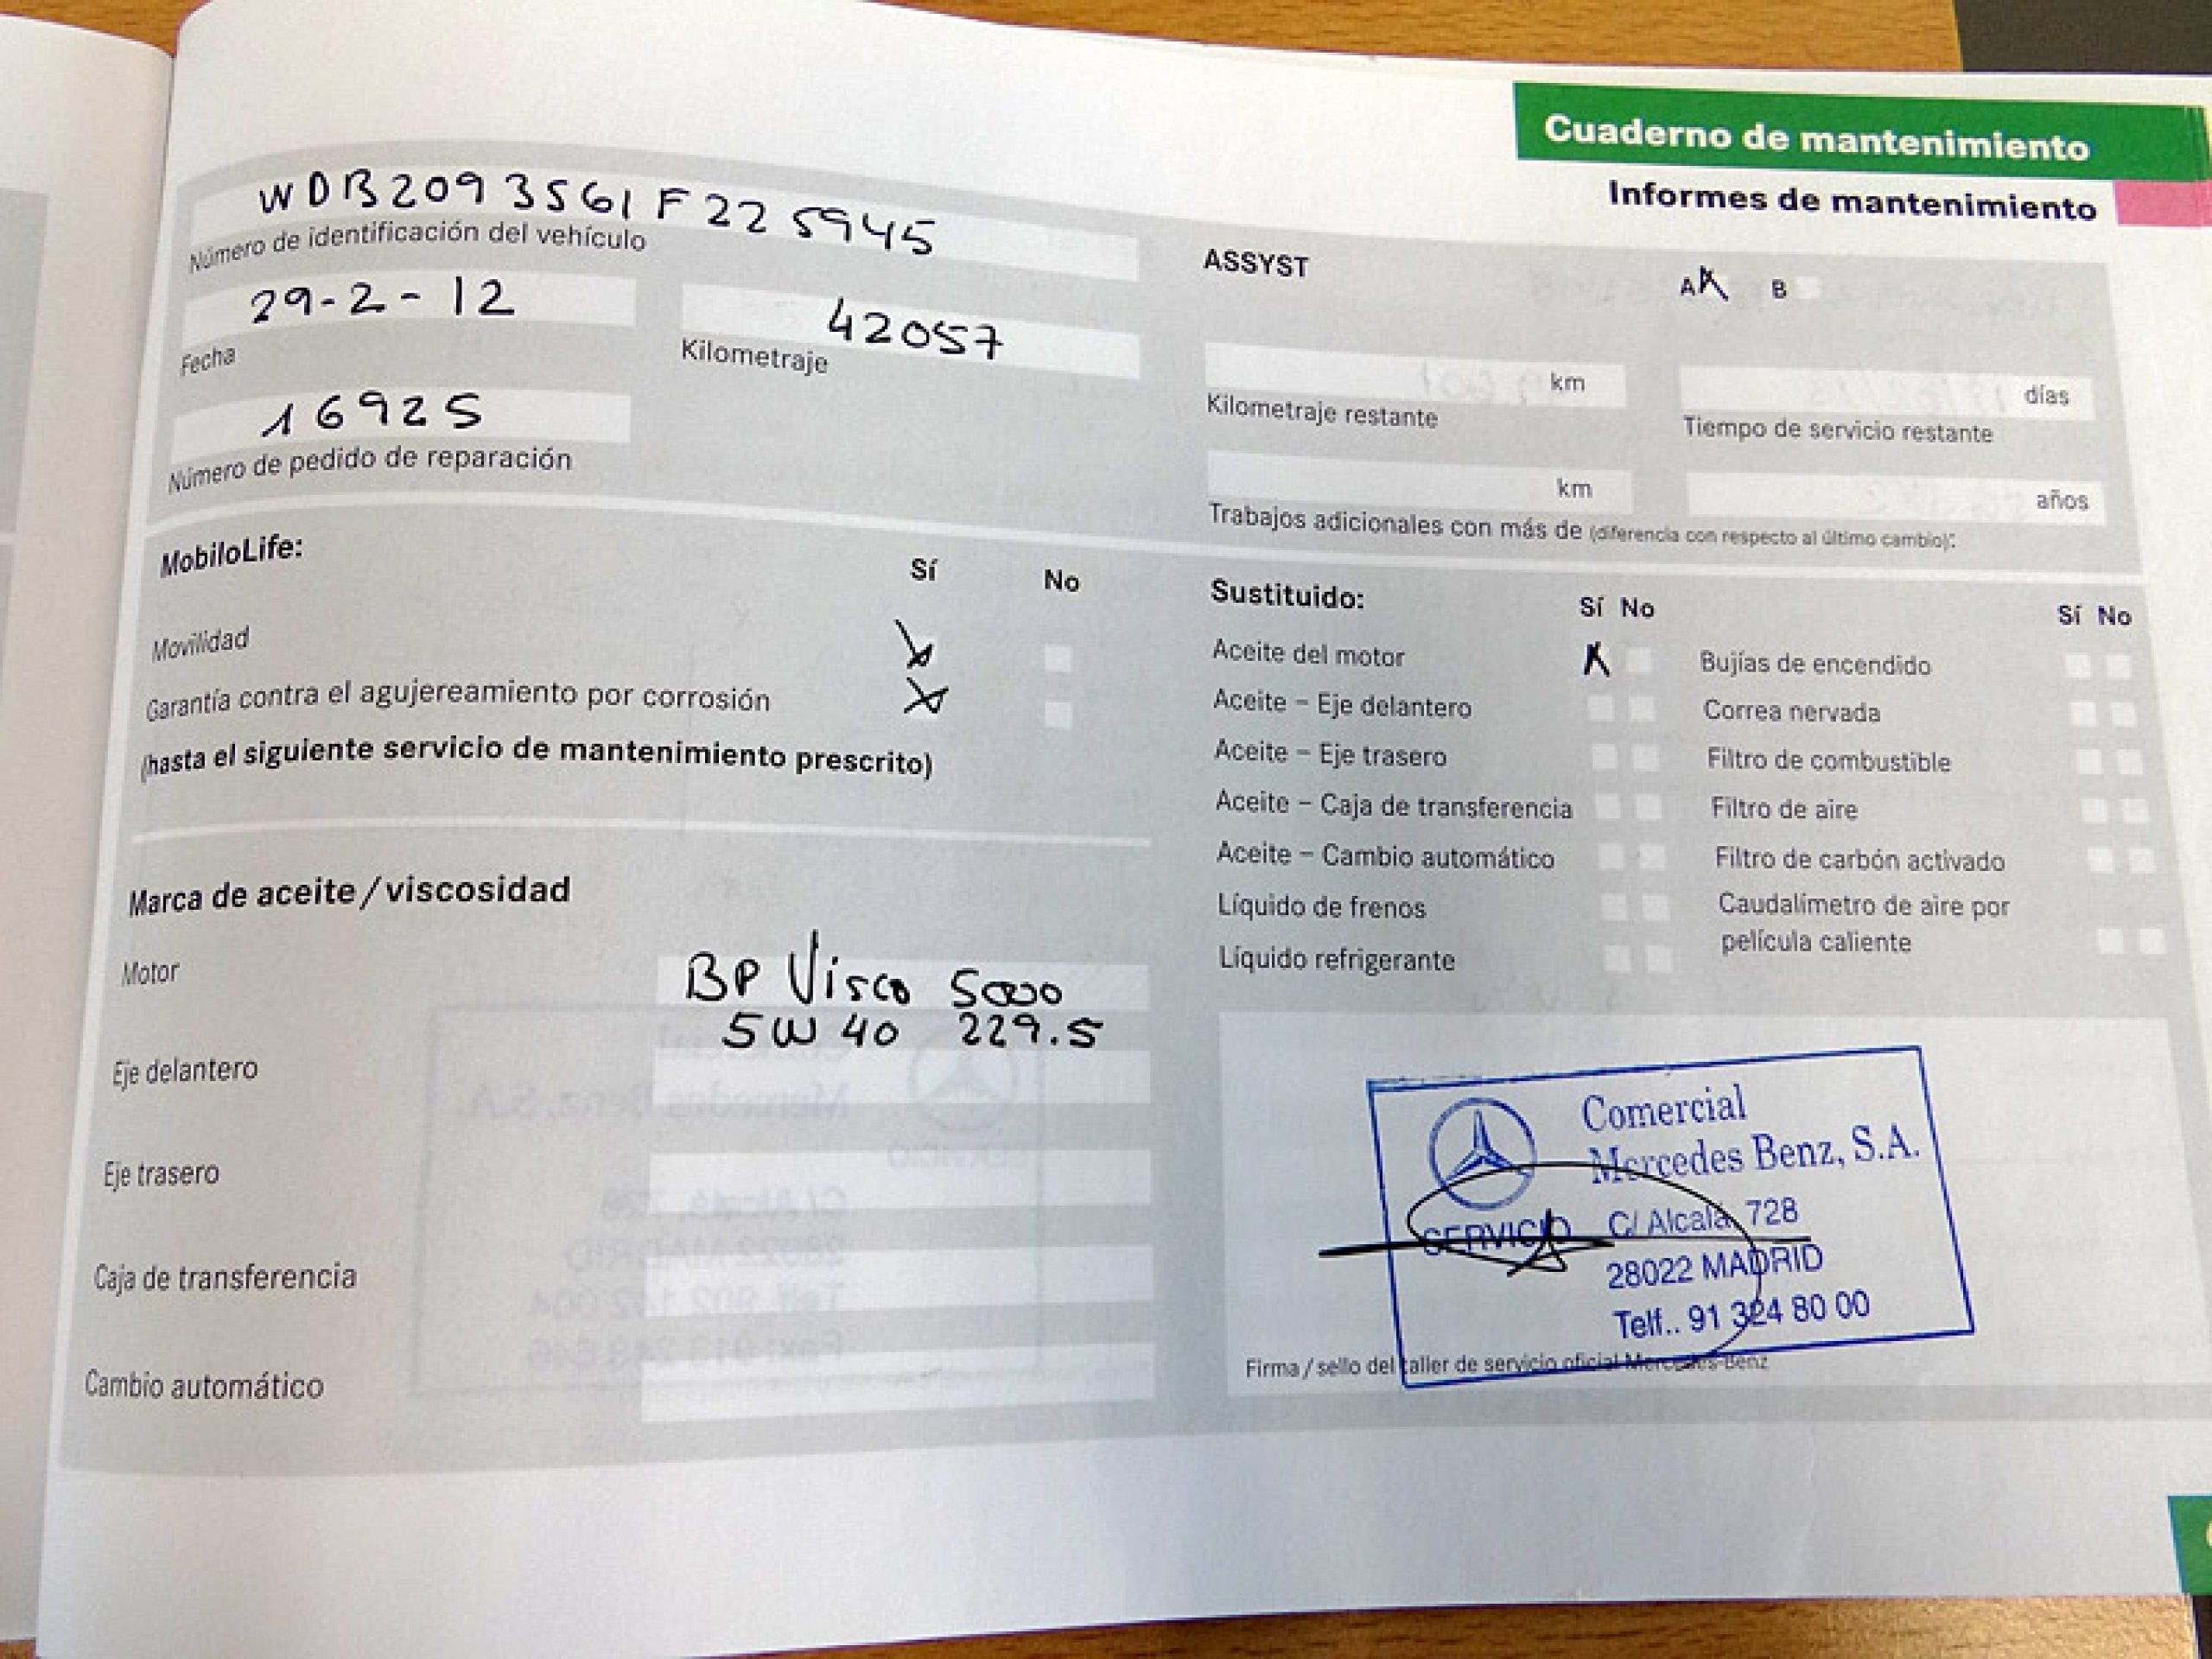 Cuaderno de mantenimiento
Informes de mantenimiento
WDB2093561F225945
Número de identificación del vehículo
29-2-12
Fecha
42057
Kilometraje
16925
Número de pedido de reparación
ASSYST
A B
km
Kilometraje restante
días
Tiempo de servicio restante
km
años
Trabajos adicionales con más de (diferencia con respecto al último cambio):
MobiloLife:
Sí No
Movilidad
Garantía contra el agujereamiento por corrosión
(hasta el siguiente servicio de mantenimiento prescrito)
Marca de aceite / viscosidad
Motor
BP Visco 5000
5W40 229.5
Eje delantero
Eje trasero
Caja de transferencia
Cambio automático
Sustituido:
Sí No
Aceite del motor
Aceite – Eje delantero
Aceite – Eje trasero
Aceite – Caja de transferencia
Aceite – Cambio automático
Líquido de frenos
Líquido refrigerante
Sí No
Bujías de encendido
Correa nervada
Filtro de combustible
Filtro de aire
Filtro de carbón activado
Caudalímetro de aire por
película caliente
Comercial
Mercedes Benz, S.A.
SERVICIO
C/ Alcalá, 728
28022 MADRID
Telf.. 91 324 80 00
Firma / sello del taller de servicio oficial Mercedes-Benz